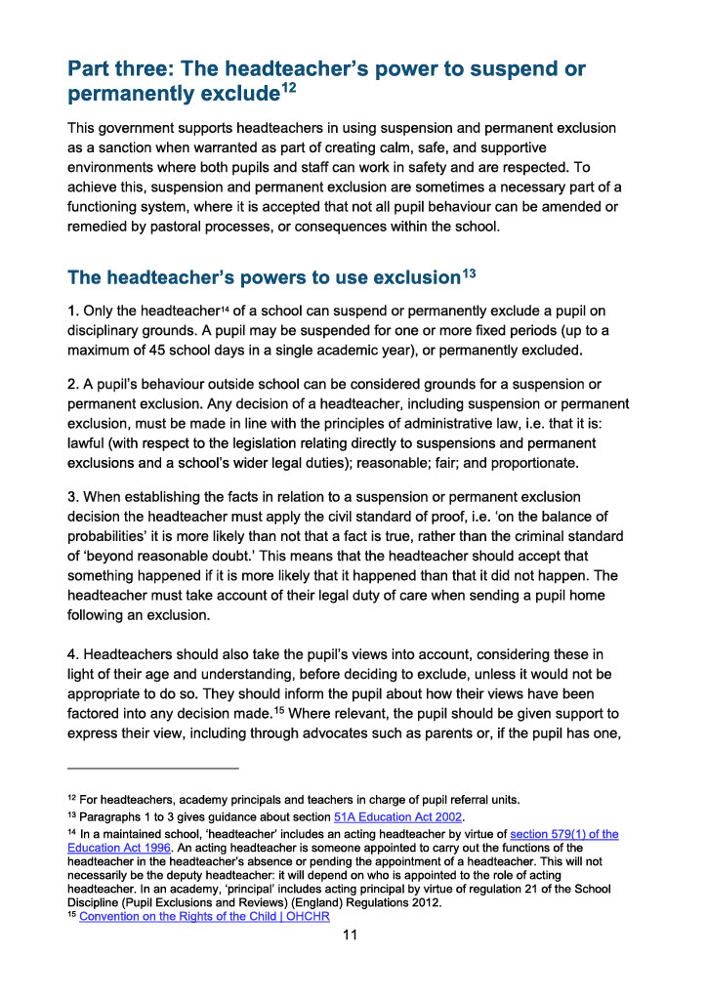 Part three: The headteacher’s power to suspend or
permanently exclude12
This government supports headteachers in using suspension and permanent exclusion
as a sanction when warranted as part of creating calm, safe, and supportive
environments where both pupils and staff can work in safety and are respected. To
achieve this, suspension and permanent exclusion are sometimes a necessary part of a
functioning system, where it is accepted that not all pupil behaviour can be amended or
remedied by pastoral processes, or consequences within the school.
The headteacher’s powers to use exclusion13
1. Only the headteacher14 of a school can suspend or permanently exclude a pupil on
disciplinary grounds. A pupil may be suspended for one or more fixed periods (up to a
maximum of 45 school days in a single academic year), or permanently excluded.
2. A pupil’s behaviour outside school can be considered grounds for a suspension or
permanent exclusion. Any decision of a headteacher, including suspension or permanent
exclusion, must be made in line with the principles of administrative law, i.e. that it is:
lawful (with respect to the legislation relating directly to suspensions and permanent
exclusions and a school’s wider legal duties); reasonable; fair; and proportionate.
3. When establishing the facts in relation to a suspension or permanent exclusion
decision the headteacher must apply the civil standard of proof, i.e. ‘on the balance of
probabilities’ it is more likely than not that a fact is true, rather than the criminal standard
of ‘beyond reasonable doubt.’ This means that the headteacher should accept that
something happened if it is more likely that it happened than that it did not happen. The
headteacher must take account of their legal duty of care when sending a pupil home
following an exclusion.
4. Headteachers should also take the pupil’s views into account, considering these in
light of their age and understanding, before deciding to exclude, unless it would not be
appropriate to do so. They should inform the pupil about how their views have been
factored into any decision made.15 Where relevant, the pupil should be given support to
express their view, including through advocates such as parents or, if the pupil has one,
12 For headteachers, academy principals and teachers in charge of pupil referral units.
13 Paragraphs 1 to 3 gives guidance about section 51A Education Act 2002.
14 In a maintained school, ‘headteacher’ includes an acting headteacher by virtue of section 579(1) of the
Education Act 1996. An acting headteacher is someone appointed to carry out the functions of the
headteacher in the headteacher’s absence or pending the appointment of a headteacher. This will not
necessarily be the deputy headteacher: it will depend on who is appointed to the role of acting
headteacher. In an academy, ‘principal’ includes acting principal by virtue of regulation 21 of the School
Discipline (Pupil Exclusions and Reviews) (England) Regulations 2012.
15 Convention on the Rights of the Child | OHCHR
11